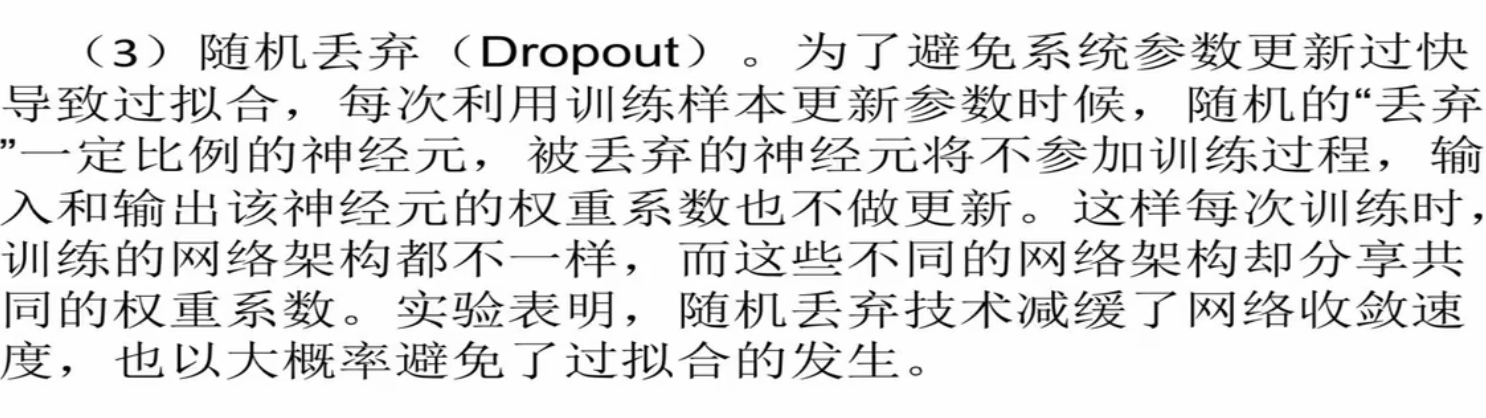 （3）随机丢弃（Dropout）。为了避免系统参数更新过快
导致过拟合，每次利用训练样本更新参数时候，随机的“丢弃
”一定比例的神经元，被丢弃的神经元将不参加训练过程，输
入和输出该神经元的权重系数也不做更新。这样每次训练时，
训练的网络架构都不一样，而这些不同的网络架构却分享共
同的权重系数。实验表明，随机丢弃技术减缓了网络收敛速
度，也以大概率避免了过拟合的发生。